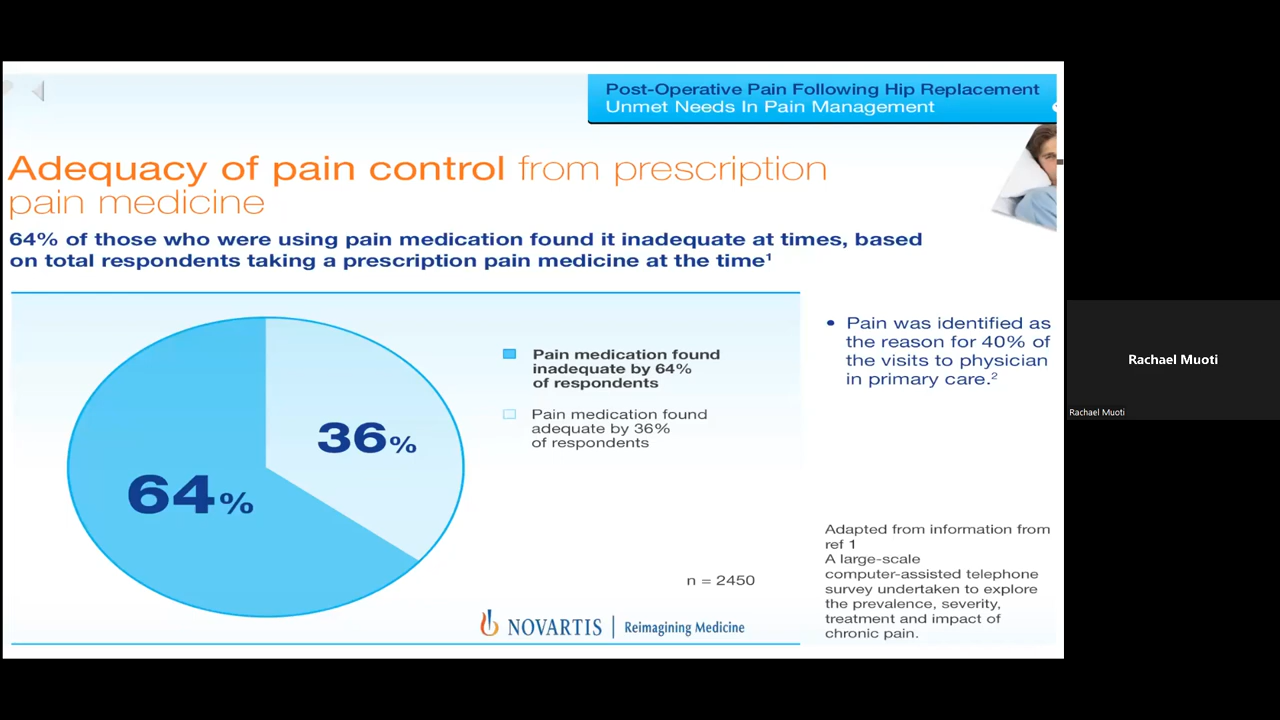 Post-Operative Pain Following Hip Replacement
Unmet Needs In Pain Management
Adequacy of pain control from prescription
pain medicine
64% of those who were using pain medication found it inadequate at times, based
on total respondents taking a prescription pain medicine at the time¹
64%
36%
Pain medication found
inadequate by 64%
of respondents
Pain medication found
adequate by 36%
of respondents
n = 2450
NOVARTIS | Reimagining Medicine
• Pain was identified as
the reason for 40% of
the visits to physician
in primary care.²
Adapted from information from
ref 1
A large-scale
computer-assisted telephone
survey undertaken to explore
the prevalence, severity,
treatment and impact of
chronic pain.
Rachael Muoti
Rachael Muoti